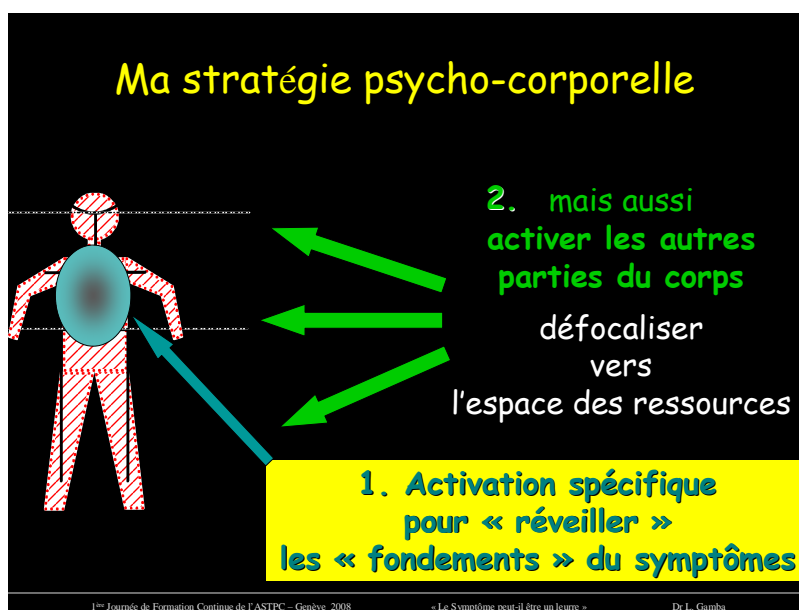 Ma stratégie psycho-corporelle
2. mais aussi
activer les autres
parties du corps
défocaliser
vers
l'espace des ressources
1. Activation spécifique
pour « réveiller »
les « fondements » du symptômes
1ère Journée de Formation Continue de l'ASTPC – Genève 2008 « Le Symptôme peut-il être un leurre » Dr L. Gamba